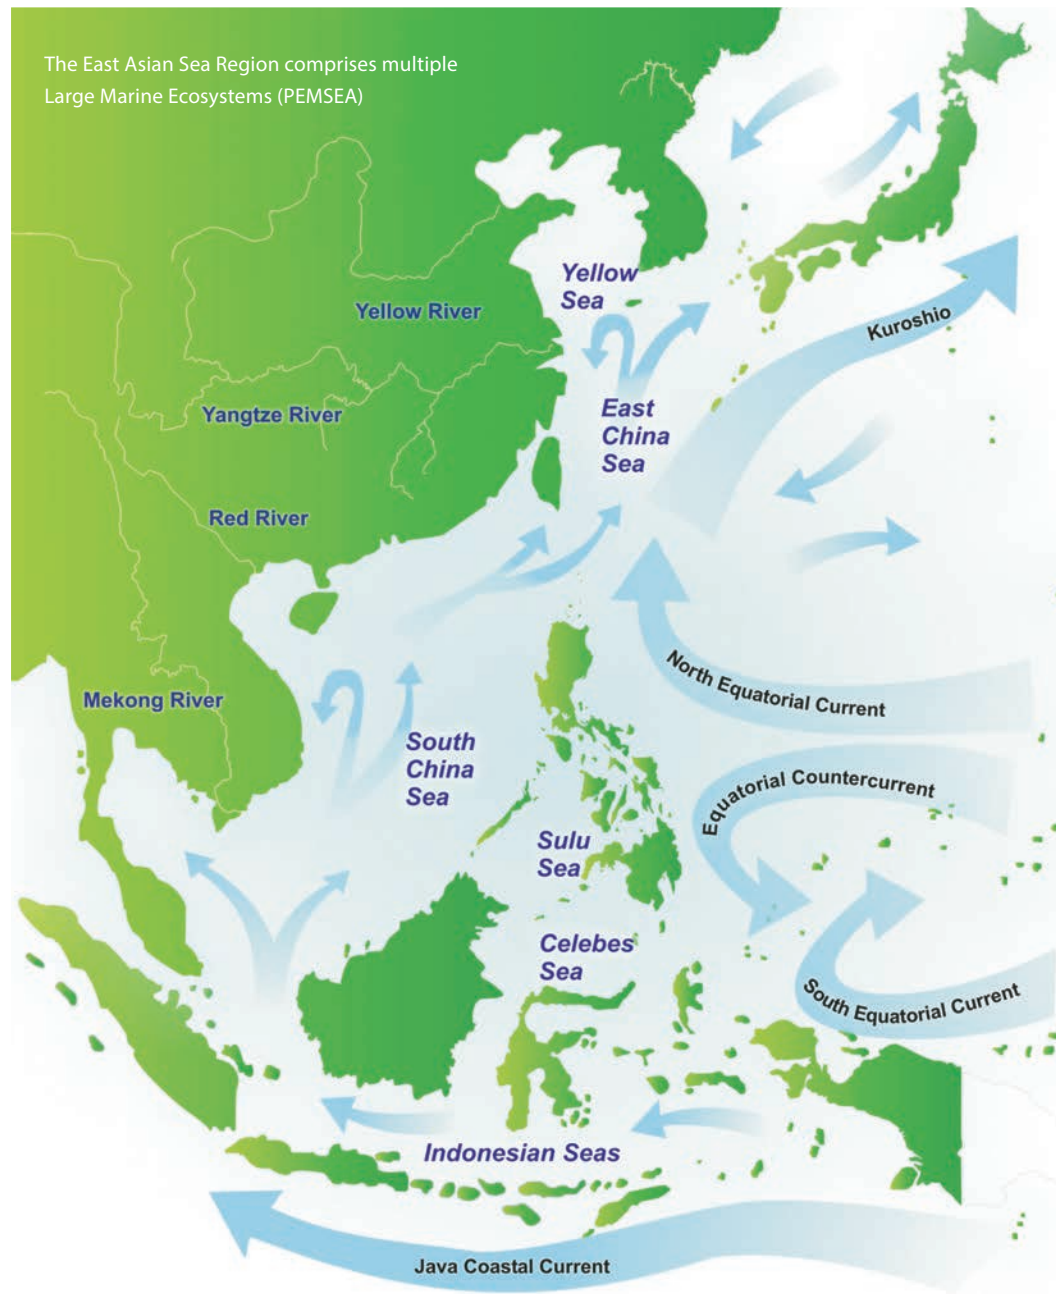 The East Asian Sea Region comprises multiple
Large Marine Ecosystems (PEMSEA)
Yellow
Sea
Yellow River
Kuroshio
Yangtze River
East
China
Sea
Red River
North Equatorial Current
Mekong River
South
China
Sea
Equatorial Countercurrent
Sulu
Sea
Celebes
Sea
South Equatorial Current
Indonesian Seas
Java Coastal Current